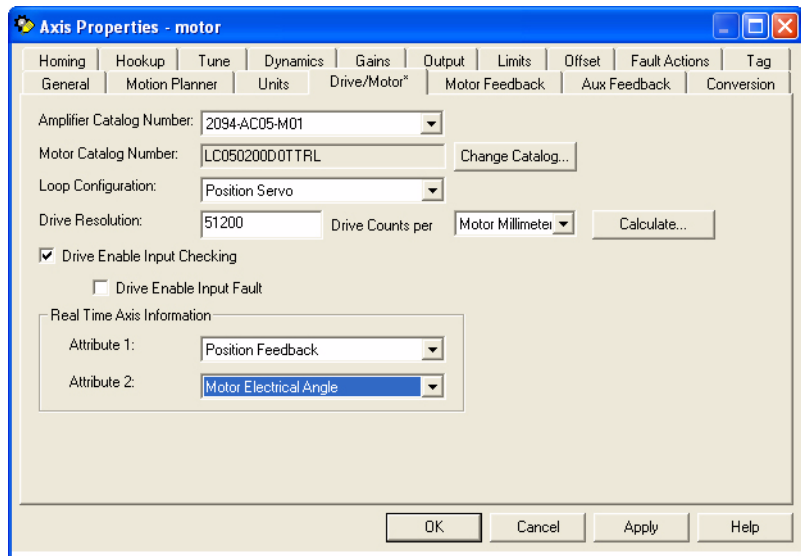 Axis Properties - motor
Homing Hookup Tune Dynamics Gains Output Limits Offset Fault Actions Tag
General Motion Planner Units Drive/Motor* Motor Feedback Aux Feedback Conversion
Amplifier Catalog Number: 2094-AC05-M01
Motor Catalog Number: LC050200D0TTRL Change Catalog...
Loop Configuration: Position Servo
Drive Resolution: 51200 Drive Counts per Motor Millimeter Calculate...
Drive Enable Input Checking
Drive Enable Input Fault
Real Time Axis Information
Attribute 1: Position Feedback
Attribute 2: Motor Electrical Angle
OK Cancel Apply Help